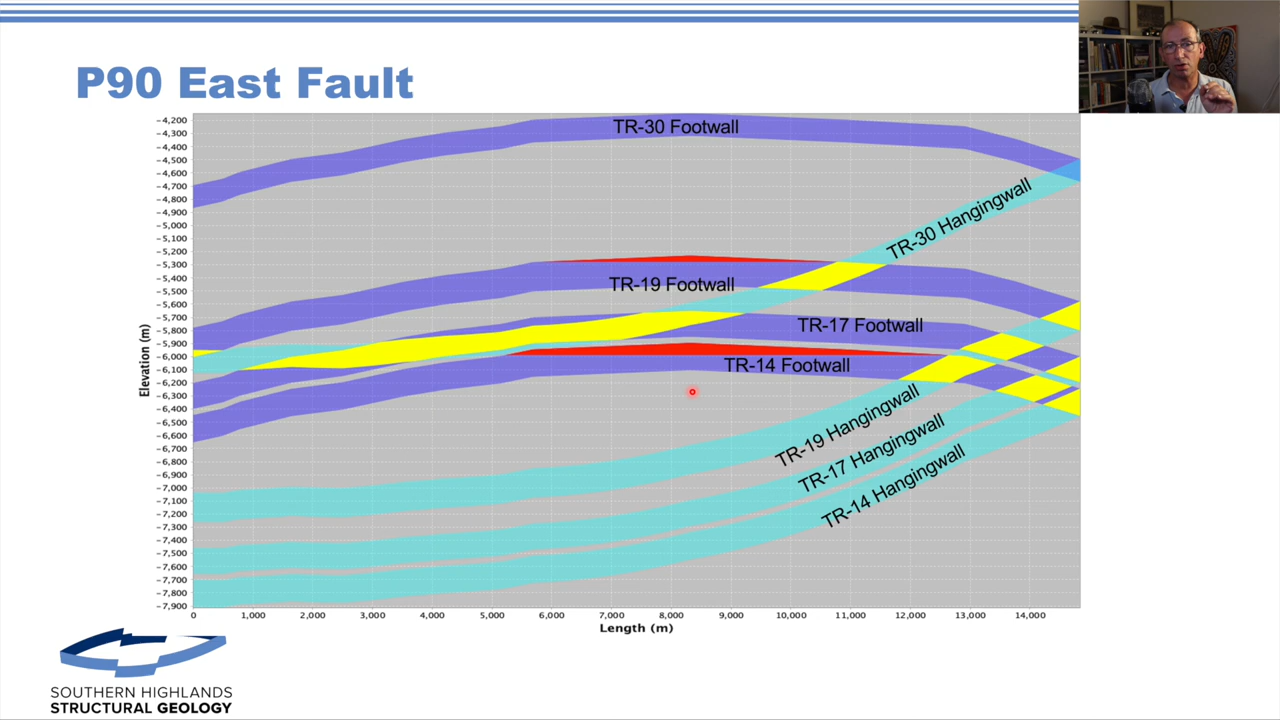 P90 East Fault
TR-30 Footwall
TR-30 Hangingwall
TR-19 Footwall
TR-17 Footwall
TR-14 Footwall
TR-19 Hangingwall
TR-17 Hangingwall
TR-14 Hangingwall
Elevation (m)
-4,200
-4,300
-4,400
-4,500
-4,600
-4,700
-4,800
-4,900
-5,000
-5,100
-5,200
-5,300
-5,400
-5,500
-5,600
-5,700
-5,800
-5,900
-6,000
-6,100
-6,200
-6,300
-6,400
-6,500
-6,600
-6,700
-6,800
-6,900
-7,000
-7,100
-7,200
-7,300
-7,400
-7,500
-7,600
-7,700
-7,800
-7,900
0 1,000 2,000 3,000 4,000 5,000 6,000 7,000 8,000 9,000 10,000 11,000 12,000 13,000 14,000
Length (m)
SOUTHERN HIGHLANDS
STRUCTURAL GEOLOGY